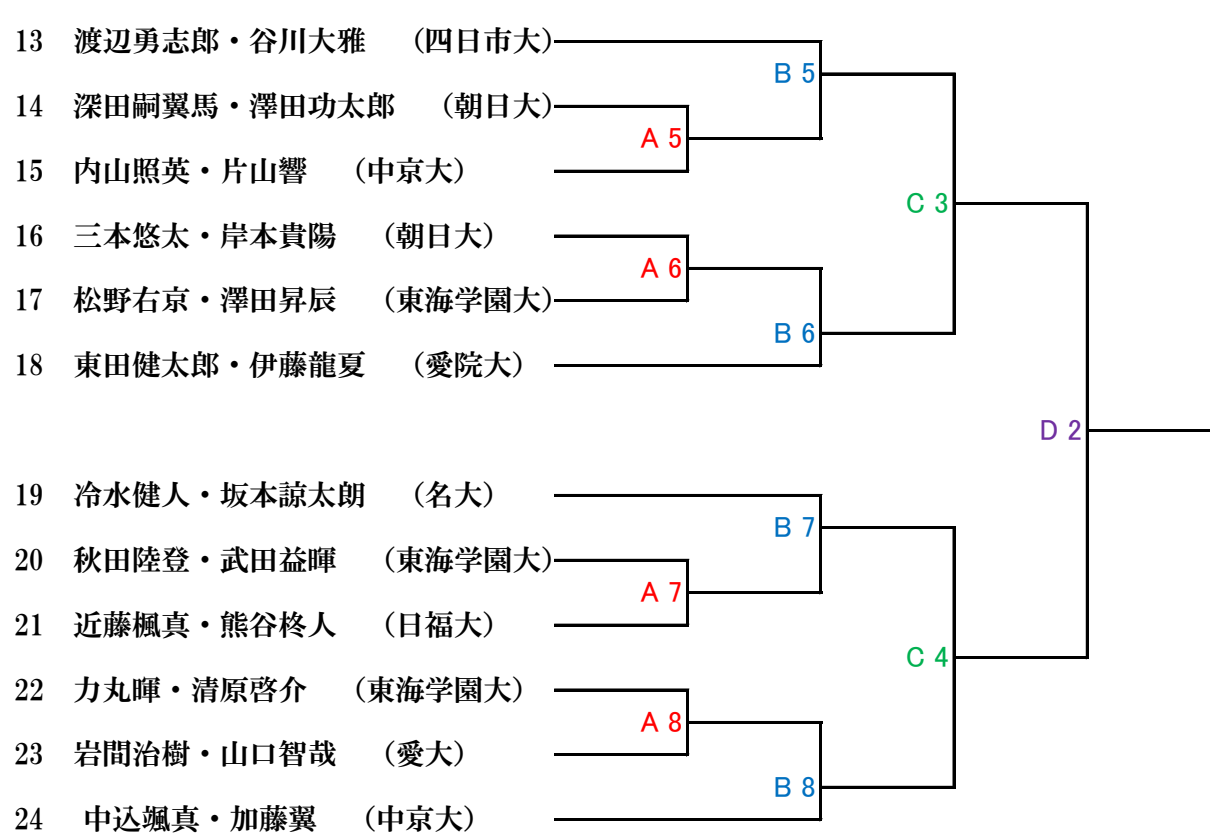 13 渡辺勇志郎・谷川大雅 （四日市大）
B 5
14 深田嗣翼馬・澤田功太郎 （朝日大）
A 5
15 内山照英・片山響 （中京大）
C 3
16 三本悠太・岸本貴陽 （朝日大）
A 6
17 松野右京・澤田昇辰 （東海学園大）
B 6
18 東田健太郎・伊藤龍夏 （愛院大）
D 2
19 冷水健人・坂本諒太朗 （名大）
B 7
20 秋田陸登・武田益暉 （東海学園大）
A 7
21 近藤楓真・熊谷柊人 （日福大）
C 4
22 力丸暉・清原啓介 （東海学園大）
A 8
23 岩間治樹・山口智哉 （愛大）
B 8
24 中込颯真・加藤翼 （中京大）